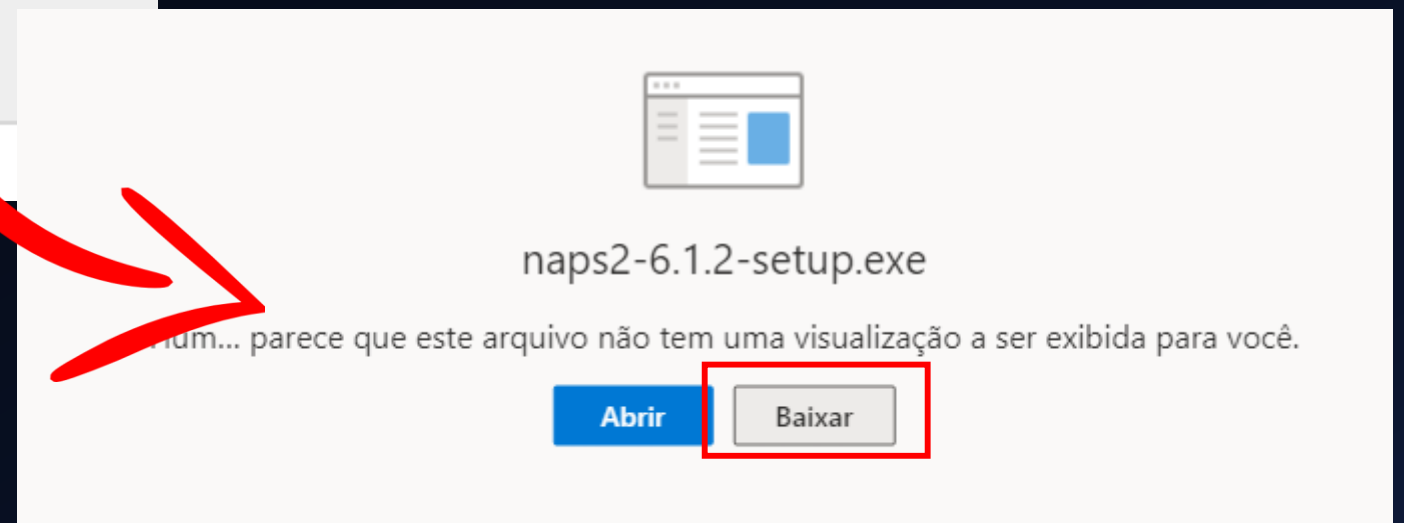 naps2-6.1.2-setup.exe
... parece que este arquivo não tem uma visualização a ser exibida para você.
Abrir
Baixar